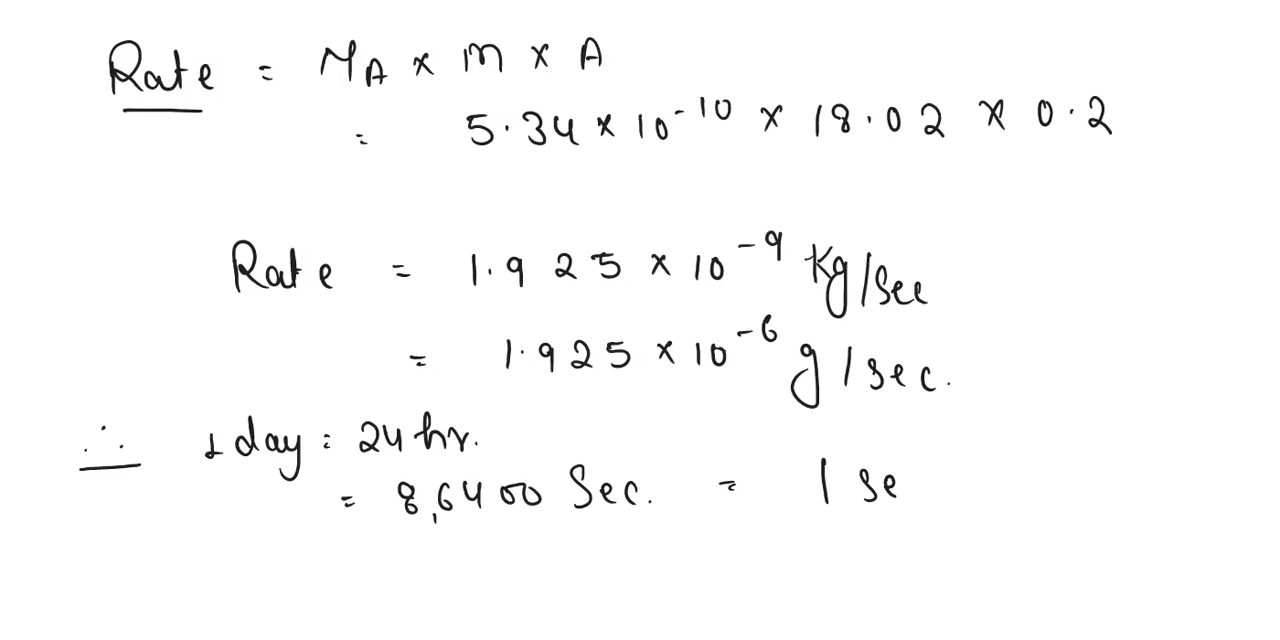 Rate = NA × m × A
= 5.34 × 10-10 × 18.02 × 0.2
Rate = 1.925 × 10-9 Kg/sec
= 1.925 × 10-6 g/sec.
∴ 1 day = 24 hr.
= 8,6400 Sec. = 1 se